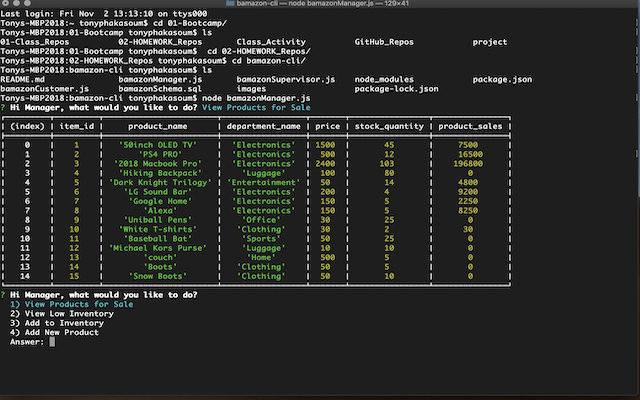 bamazon-cli — node bamazonManager.js — 129×41
Last login: Fri Nov  2 13:13:10 on ttys000
Tonys-MBP2018:~ tonyphakasoum$ cd 01-Bootcamp/
Tonys-MBP2018:01-Bootcamp tonyphakasoum$ ls
01-Class_Repos 02-HOMEWORK_Repos Class_Activity GitHub_Repos project
Tonys-MBP2018:01-Bootcamp tonyphakasoum$  cd 02-HOMEWORK_Repos/
Tonys-MBP2018:02-HOMEWORK_Repos tonyphakasoum$ cd bamazon-cli/
Tonys-MBP2018:bamazon-cli tonyphakasoum$ ls
README.md bamazonManager.js bamazonSupervisor.js node_modules package.json
bamazonCustomer.js bamazonSchema.sql images package-lock.json
Tonys-MBP2018:bamazon-cli tonyphakasoum$ node bamazonManager.js
? Hi Manager, what would you like to do? View Products for Sale
(index) item_id product_name department_name price stock_quantity product_sales
0 1 '50inch OLED TV' 'Electronics' 1500 45 7500
1 2 'PS4 PRO' 'Electronics' 500 12 16500
2 3 '2018 Macbook Pro' 'Electronics' 2400 103 196800
3 4 'Hiking Backpack' 'Luggage' 100 80 0
4 5 'Dark Knight Trilogy' 'Entertainment' 50 14 4800
5 6 'LG Sound Bar' 'Electronics' 200 4 9200
6 7 'Google Home' 'Electronics' 150 5 2250
7 8 'Alexa' 'Electronics' 150 5 8250
8 9 'Uniball Pens' 'Office' 30 25 0
9 10 'White T-shirts' 'Clothing' 30 2 30
10 11 'Baseball Bat' 'Sports' 50 25 0
11 12 'Michael Kors Purse' 'Luggage' 10 10 0
12 13 'couch' 'Home' 500 5 0
13 14 'Boots' 'Clothing' 50 5 0
14 15 'Snow Boots' 'Clothing' 50 10 0
? Hi Manager, what would you like to do?
1) View Products for Sale
2) View Low Inventory
3) Add to Inventory
4) Add New Product
Answer: